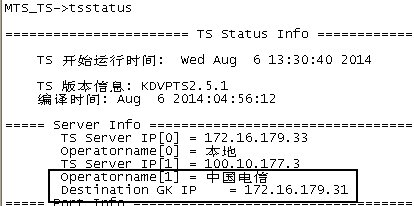 MTS_TS->tsstatus
======================== TS Status Info ========================
TS 开始运行时间: Wed Aug 6 13:30:40 2014
TS 版本信息: KDVPTS2.5.1
编译时间: Aug 6 2014:04:56:12
===== Server Info =====
TS Server IP[0] = 172.16.179.33
Operatorname[0] = 本地
TS Server IP[1] = 100.10.177.3
Operatorname[1] = 中国电信
Destination GK IP = 172.16.179.31
===== Port Info =====